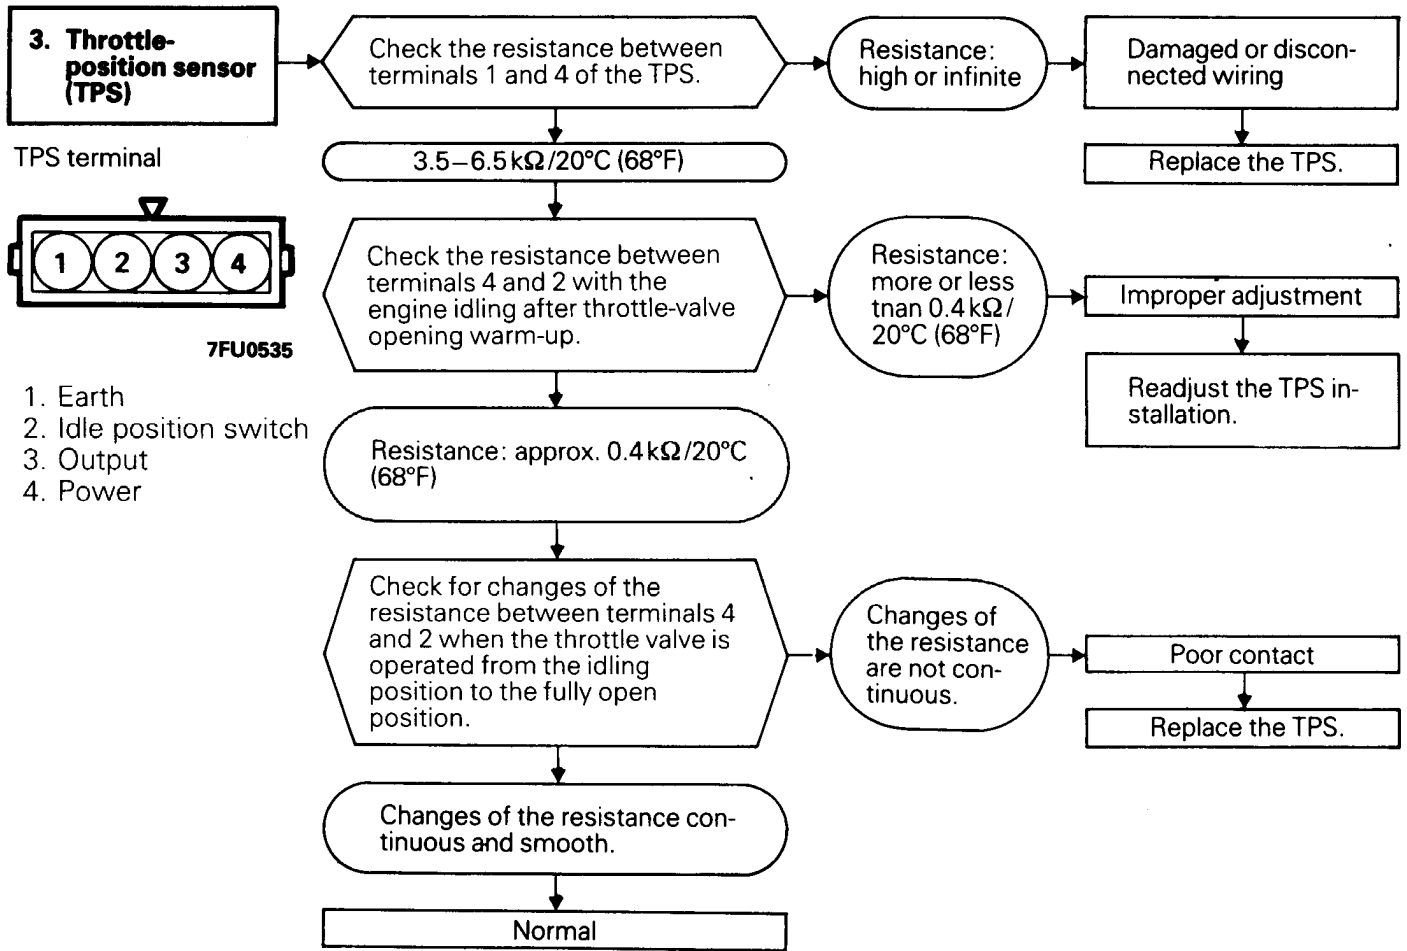 3. Throttle-
position sensor
(TPS)
Check the resistance between
terminals 1 and 4 of the TPS.
Resistance:
high or infinite
Damaged or discon-
nected wiring
Replace the TPS.
TPS terminal
1 2 3 4
7FU0535
1. Earth
2. Idle position switch
3. Output
4. Power
3.5–6.5 kΩ/20°C (68°F)
Check the resistance between
terminals 4 and 2 with the
engine idling after throttle-valve
opening warm-up.
Resistance:
more or less
tnan 0.4 kΩ/
20°C (68°F)
Improper adjustment
Readjust the TPS in-
stallation.
Resistance: approx. 0.4 kΩ/20°C
(68°F)
Check for changes of the
resistance between terminals 4
and 2 when the throttle valve is
operated from the idling
position to the fully open
position.
Changes of
the resistance
are not con-
tinuous.
Poor contact
Replace the TPS.
Changes of the resistance con-
tinuous and smooth.
Normal